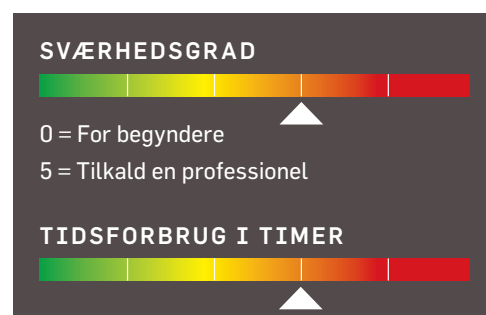 SVÆRHEDSGRAD
0 = For begyndere
5 = Tilkald en professionel
TIDSFORBRUG I TIMER